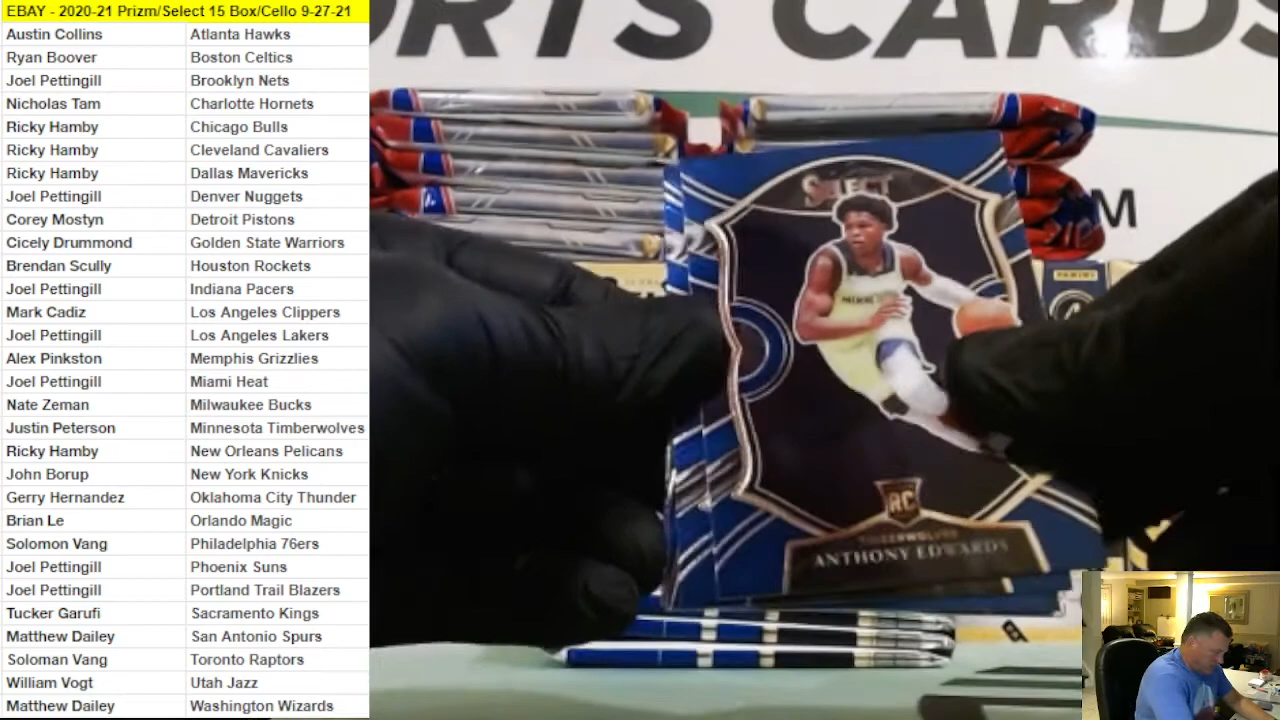 EBAY - 2020-21 Prizm/Select 15 Box/Cello 9-27-21
Austin Collins Atlanta Hawks
Ryan Boover Boston Celtics
Joel Pettingill Brooklyn Nets
Nicholas Tam Charlotte Hornets
Ricky Hamby Chicago Bulls
Ricky Hamby Cleveland Cavaliers
Ricky Hamby Dallas Mavericks
Joel Pettingill Denver Nuggets
Corey Mostyn Detroit Pistons
Cicely Drummond Golden State Warriors
Brendan Scully Houston Rockets
Joel Pettingill Indiana Pacers
Mark Cadiz Los Angeles Clippers
Joel Pettingill Los Angeles Lakers
Alex Pinkston Memphis Grizzlies
Joel Pettingill Miami Heat
Nate Zeman Milwaukee Bucks
Justin Peterson Minnesota Timberwolves
Ricky Hamby New Orleans Pelicans
John Borup New York Knicks
Gerry Hernandez Oklahoma City Thunder
Brian Le Orlando Magic
Solomon Vang Philadelphia 76ers
Joel Pettingill Phoenix Suns
Joel Pettingill Portland Trail Blazers
Tucker Garufi Sacramento Kings
Matthew Dailey San Antonio Spurs
Soloman Vang Toronto Raptors
William Vogt Utah Jazz
Matthew Dailey Washington Wizards
ORTS CARDS
M
SELECT
PANINI
RC
TIMBERWOLVES
ANTHONY EDWARDS